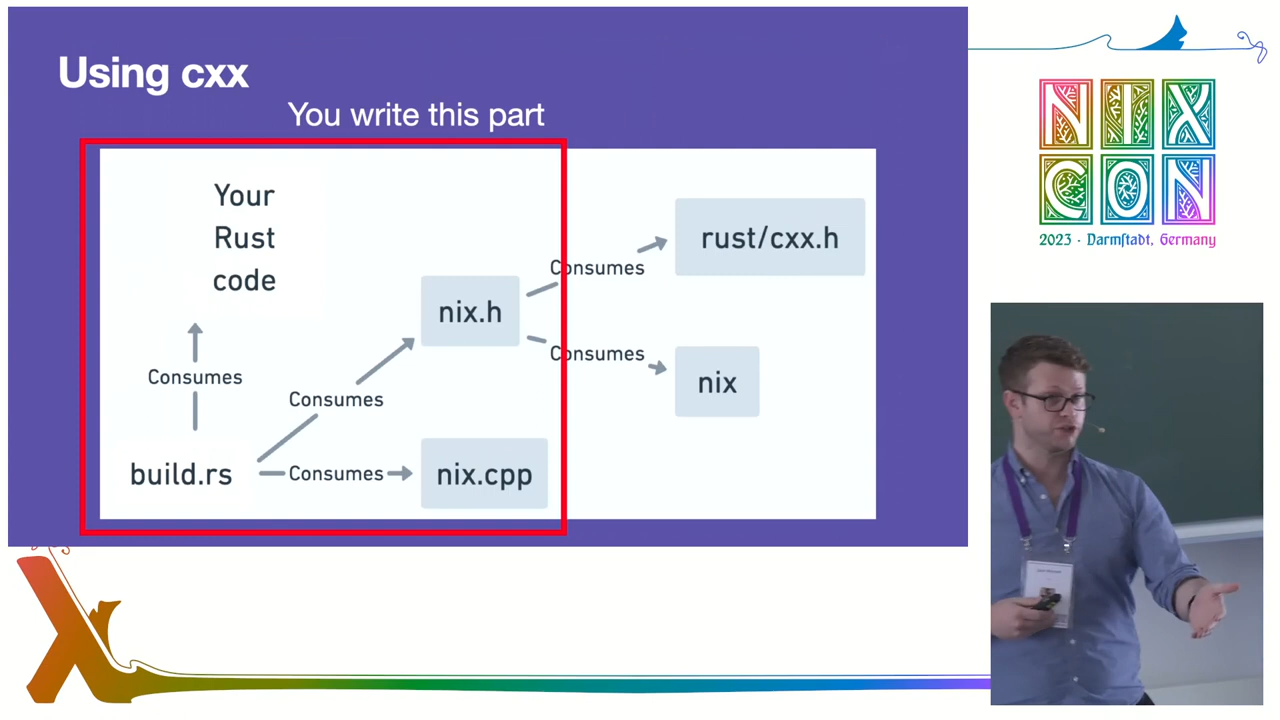 Using cxx
You write this part
Your
Rust
code
Consumes
build.rs
Consumes
Consumes
nix.h
nix.cpp
Consumes
Consumes
rust/cxx.h
nix
NIX
CON
2023 · Darmſtadt, Germany